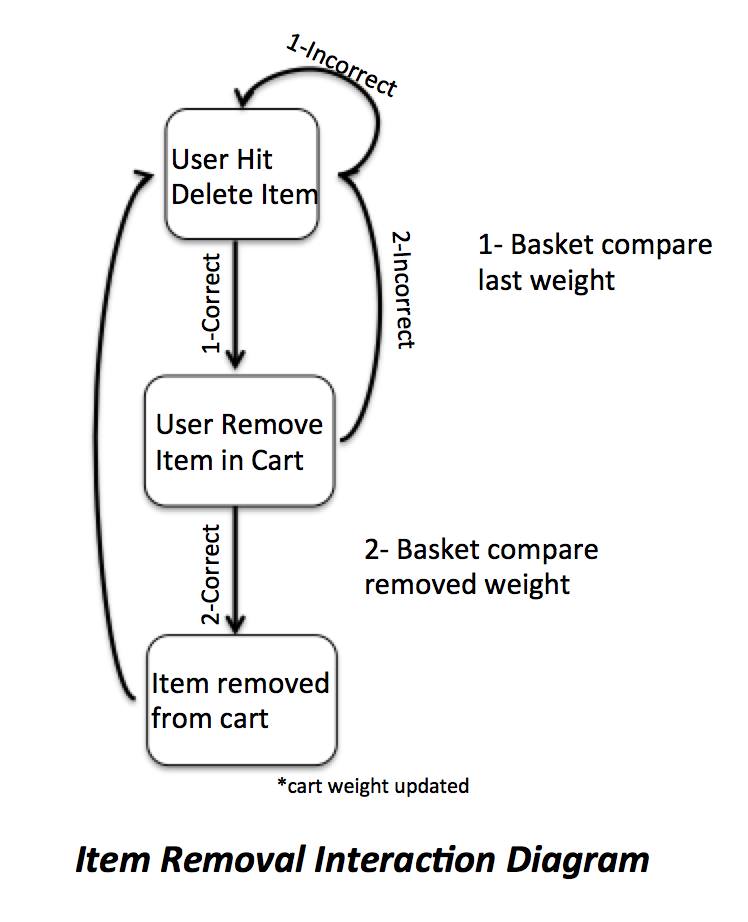 1-Incorrect
User Hit
Delete Item
1-Correct
2-Incorrect
1- Basket compare
last weight
User Remove
Item in Cart
2-Correct
2- Basket compare
removed weight
Item removed
from cart
*cart weight updated
Item Removal Interaction Diagram